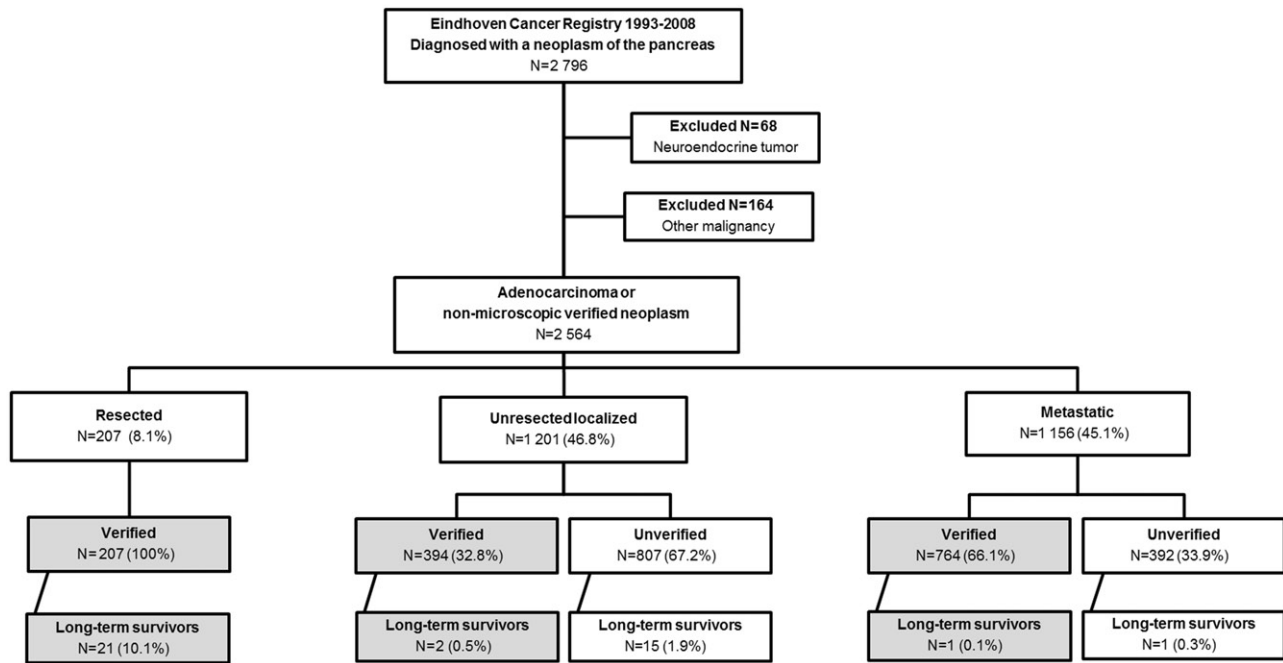 Eindhoven Cancer Registry 1993-2008
Diagnosed with a neoplasm of the pancreas
N=2 796
Excluded N=68
Neuroendocrine tumor
Excluded N=164
Other malignancy
Adenocarcinoma or
non-microscopic verified neoplasm
N=2 564
Resected
N=207 (8.1%)
Unresected localized
N=1 201 (46.8%)
Metastatic
N=1 156 (45.1%)
Verified
N=207 (100%)
Verified
N=394 (32.8%)
Unverified
N=807 (67.2%)
Verified
N=764 (66.1%)
Unverified
N=392 (33.9%)
Long-term survivors
N=21 (10.1%)
Long-term survivors
N=2 (0.5%)
Long-term survivors
N=15 (1.9%)
Long-term survivors
N=1 (0.1%)
Long-term survivors
N=1 (0.3%)